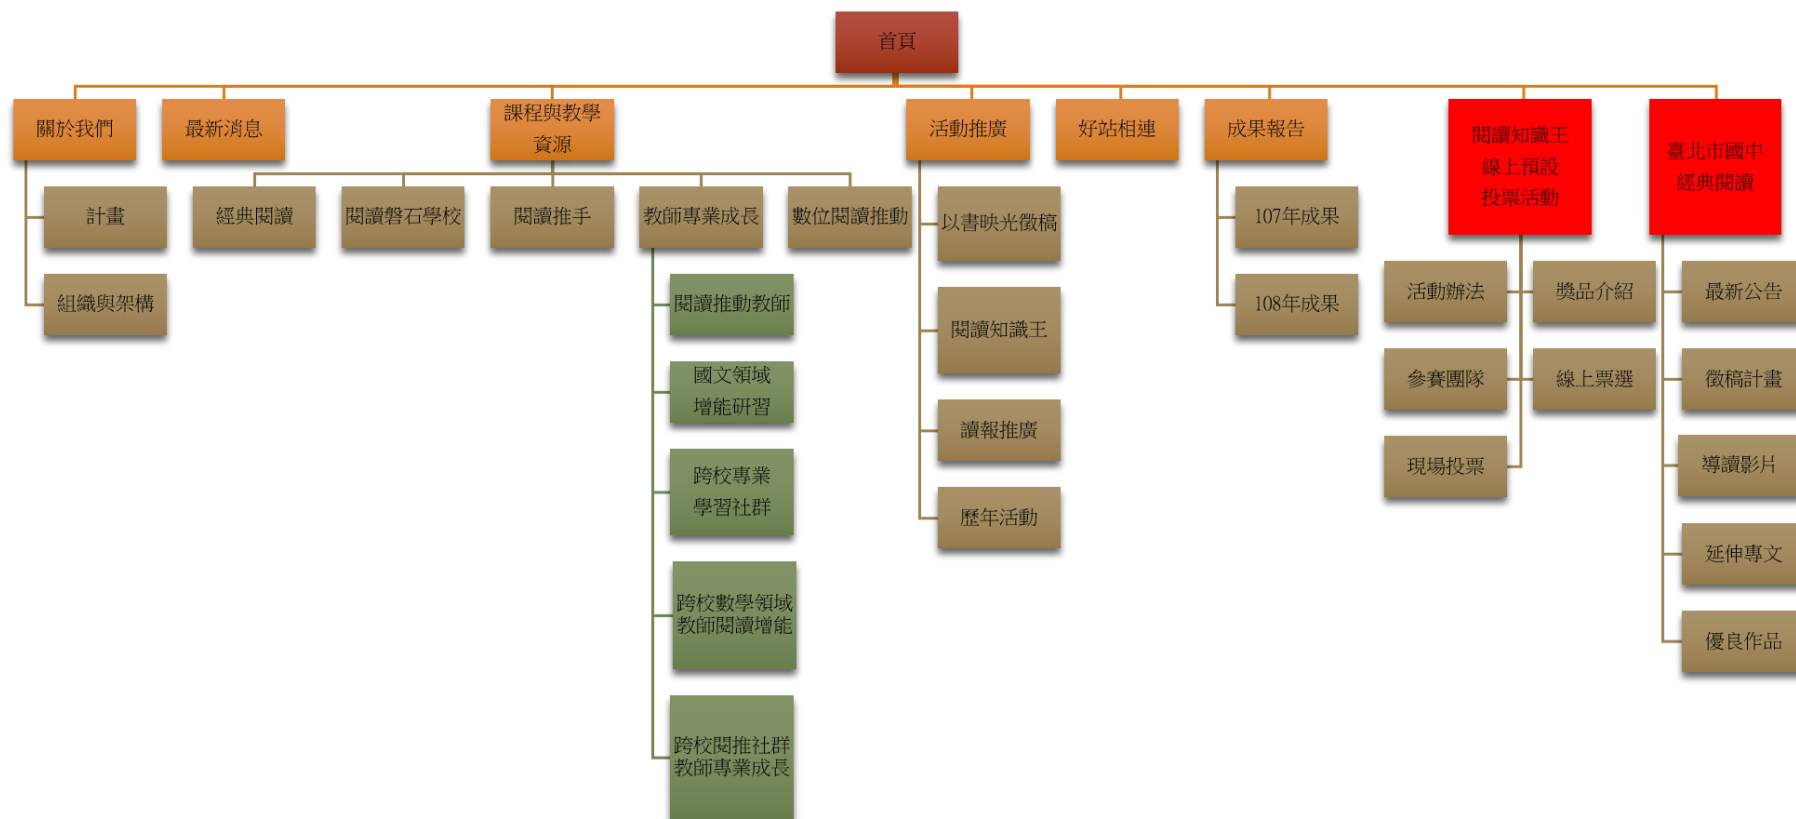 首頁
關於我們
最新消息
課程與教學
資源
活動推廣
好站相連
成果報告
閱讀知識王
線上預設
投票活動
臺北市國中
經典閱讀
計畫
組織與架構
經典閱讀
閱讀磐石學校
閱讀推手
教師專業成長
數位閱讀推動
閱讀推動教師
國文領域
增能研習
跨校專業
學習社群
跨校數學領域
教師閱讀增能
跨校閱推社群
教師專業成長
以書映光徵稿
閱讀知識王
讀報推廣
歷年活動
107年成果
108年成果
活動辦法
獎品介紹
參賽團隊
線上票選
現場投票
最新公告
徵稿計畫
導讀影片
延伸專文
優良作品